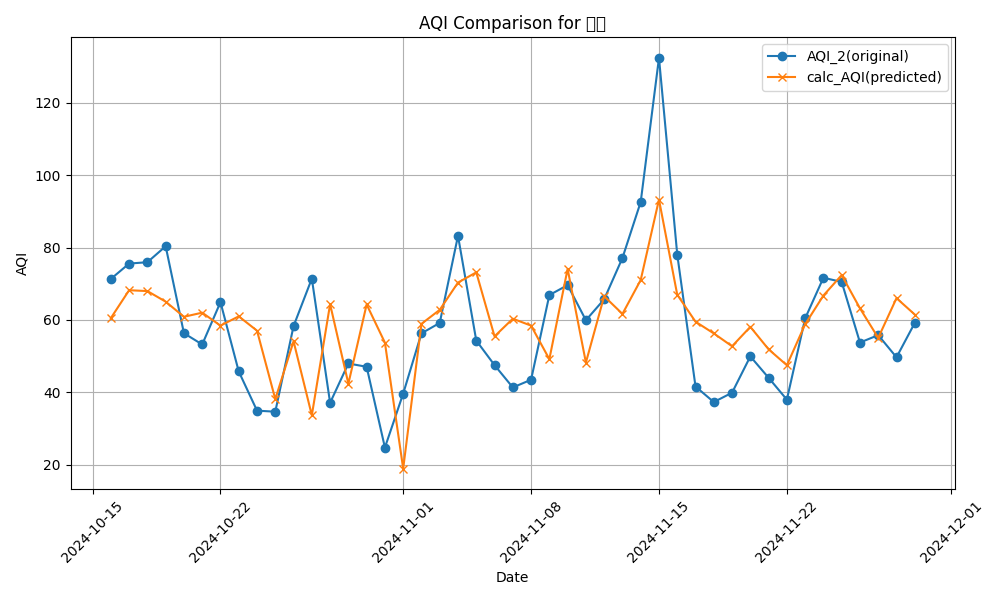 AQI Comparison for
AQI_2(original)
calc_AQI(predicted)
AQI
120
100
80
60
40
20
2024-10-15
2024-10-22
2024-11-01
2024-11-08
2024-11-15
2024-11-22
2024-12-01
Date